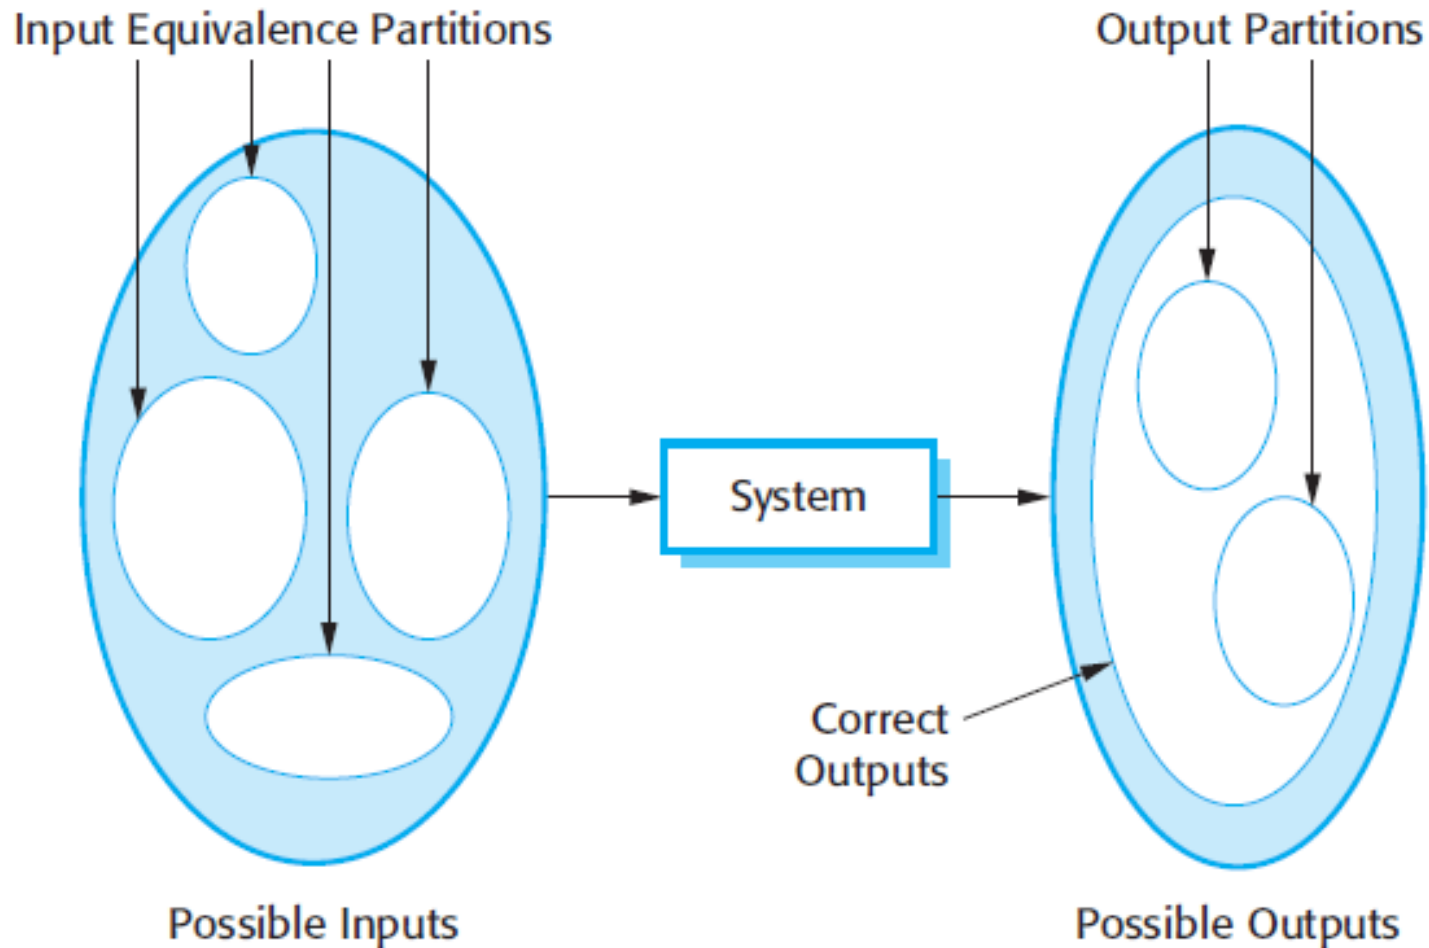 Input Equivalence Partitions
Output Partitions
System
Correct
Outputs
Possible Inputs
Possible Outputs